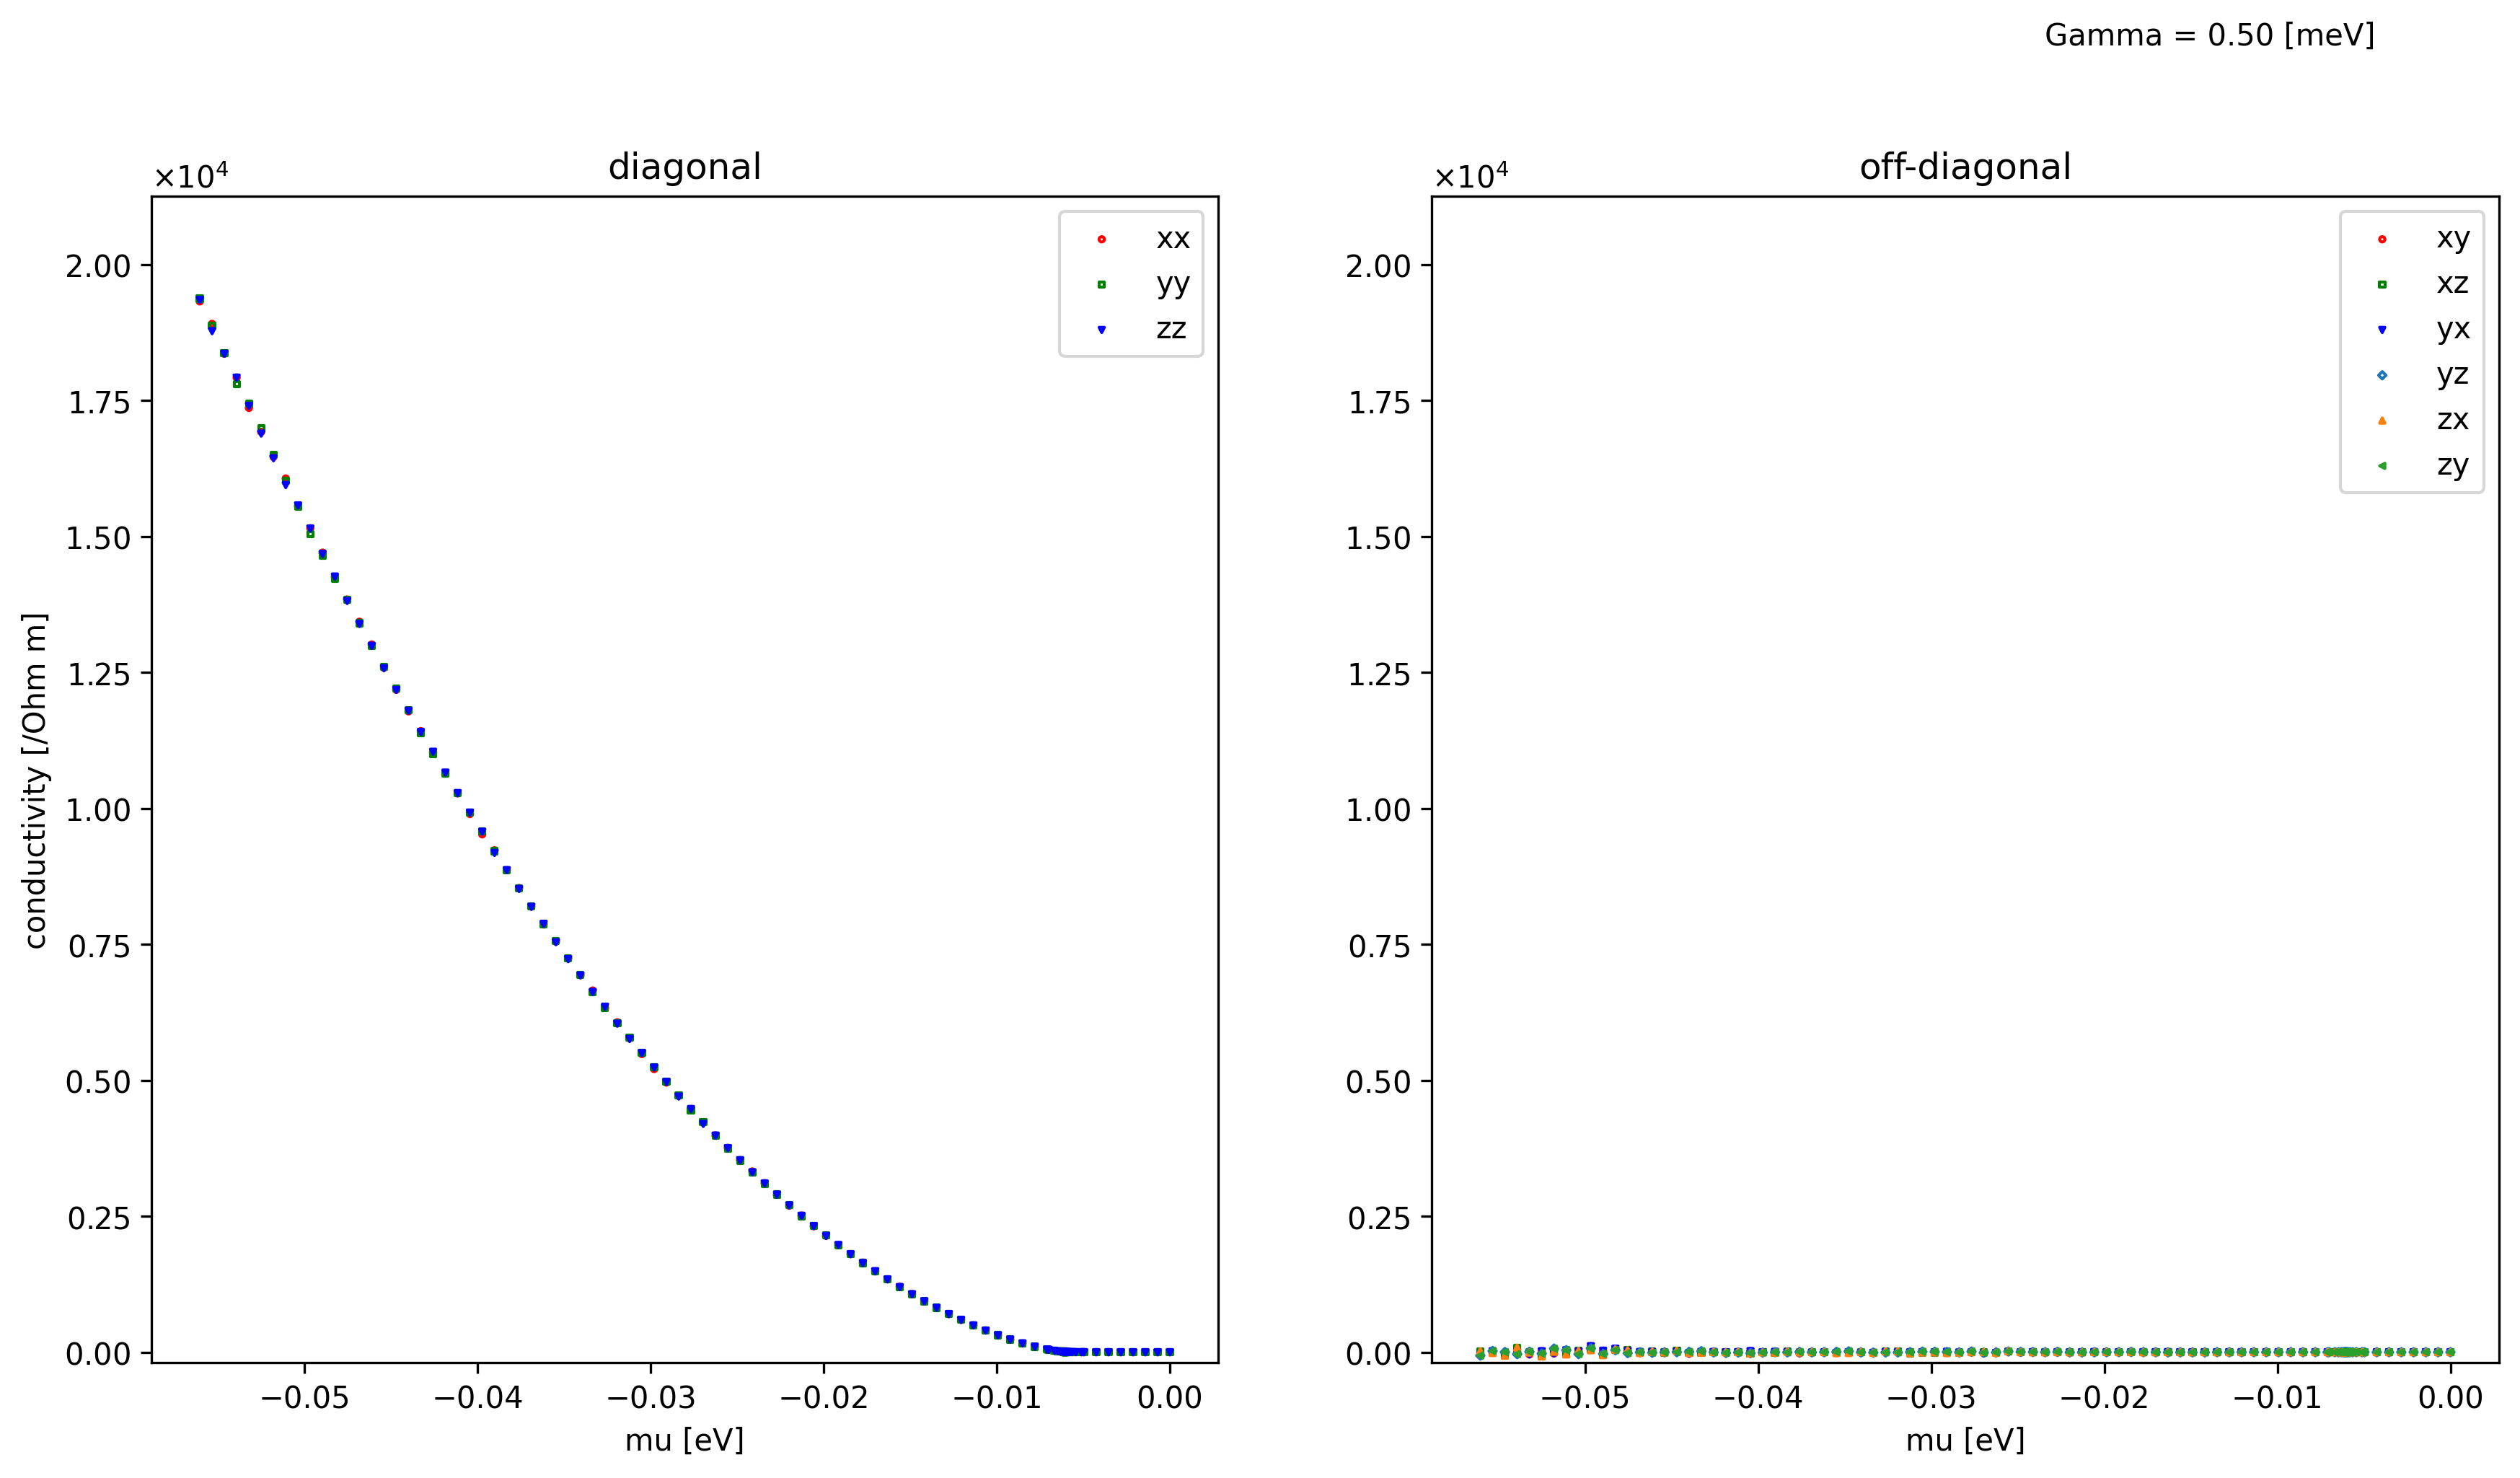 Gamma = 0.50 [meV]
diagonal
×10⁴
2.00
1.75
1.50
1.25
1.00
0.75
0.50
0.25
0.00
conductivity [/Ohm m]
−0.05 −0.04 −0.03 −0.02 −0.01 0.00
mu [eV]
xx
yy
zz
off-diagonal
×10⁴
2.00
1.75
1.50
1.25
1.00
0.75
0.50
0.25
0.00
−0.05 −0.04 −0.03 −0.02 −0.01 0.00
mu [eV]
xy
xz
yx
yz
zx
zy